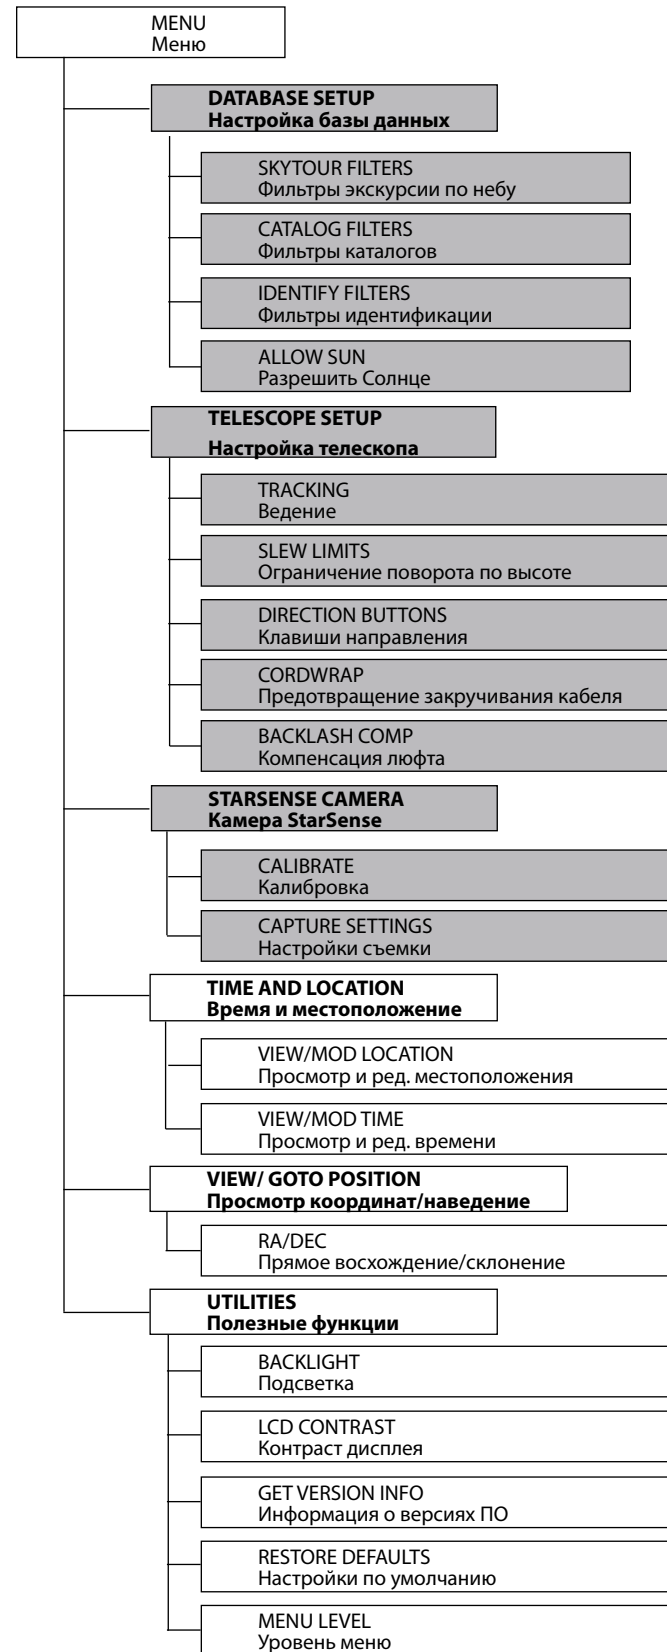 MENU
Меню
DATABASE SETUP
Настройка базы данных
SKYTOUR FILTERS
Фильтры экскурсии по небу
CATALOG FILTERS
Фильтры каталогов
IDENTIFY FILTERS
Фильтры идентификации
ALLOW SUN
Разрешить Солнце
TELESCOPE SETUP
Настройка телескопа
TRACKING
Ведение
SLEW LIMITS
Ограничение поворота по высоте
DIRECTION BUTTONS
Клавиши направления
CORDWRAP
Предотвращение закручивания кабеля
BACKLASH COMP
Компенсация люфта
STARSENSE CAMERA
Камера StarSense
CALIBRATE
Калибровка
CAPTURE SETTINGS
Настройки съемки
TIME AND LOCATION
Время и местоположение
VIEW/MOD LOCATION
Просмотр и ред. местоположения
VIEW/MOD TIME
Просмотр и ред. времени
VIEW/ GOTO POSITION
Просмотр координат/наведение
RA/DEC
Прямое восхождение/склонение
UTILITIES
Полезные функции
BACKLIGHT
Подсветка
LCD CONTRAST
Контраст дисплея
GET VERSION INFO
Информация о версиях ПО
RESTORE DEFAULTS
Настройки по умолчанию
MENU LEVEL
Уровень меню